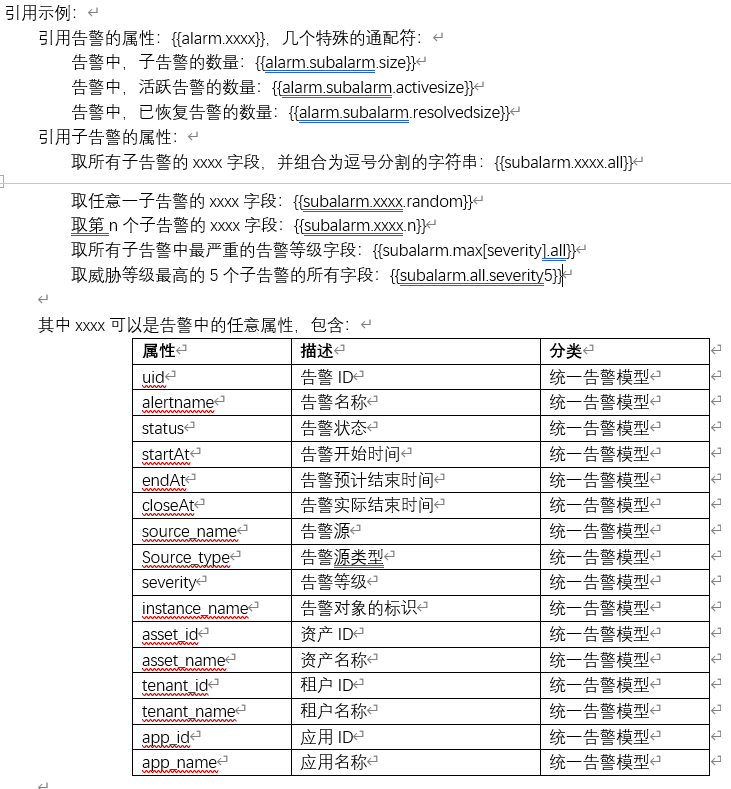 引用示例：
引用告警的属性：{{alarm.xxxx}}，几个特殊的通配符：
告警中，子告警的数量：{{alarm.subalarm.size}}
告警中，活跃告警的数量：{{alarm.subalarm.activesize}}
告警中，已恢复告警的数量：{{alarm.subalarm.resolvedsize}}
引用子告警的属性：
取所有子告警的 xxxx 字段，并组合为逗号分割的字符串：{{subalarm.xxxx.all}}
取任意一子告警的 xxxx 字段：{{subalarm.xxxx.random}}
取第 n 个子告警的 xxxx 字段：{{subalarm.xxxx.n}}
取所有子告警中最严重的告警等级字段：{{subalarm.max[severity].all}}
取威胁等级最高的 5 个子告警的所有字段：{{subalarm.all.severity5}}
其中 xxxx 可以是告警中的任意属性，包含：
属性 描述 分类
uid 告警 ID 统一告警模型
alertname 告警名称 统一告警模型
status 告警状态 统一告警模型
startAt 告警开始时间 统一告警模型
endAt 告警预计结束时间 统一告警模型
closeAt 告警实际结束时间 统一告警模型
source_name 告警源 统一告警模型
Source_type 告警源类型 统一告警模型
severity 告警等级 统一告警模型
instance_name 告警对象的标识 统一告警模型
asset_id 资产 ID 统一告警模型
asset_name 资产名称 统一告警模型
tenant_id 租户 ID 统一告警模型
tenant_name 租户名称 统一告警模型
app_id 应用 ID 统一告警模型
app_name 应用名称 统一告警模型